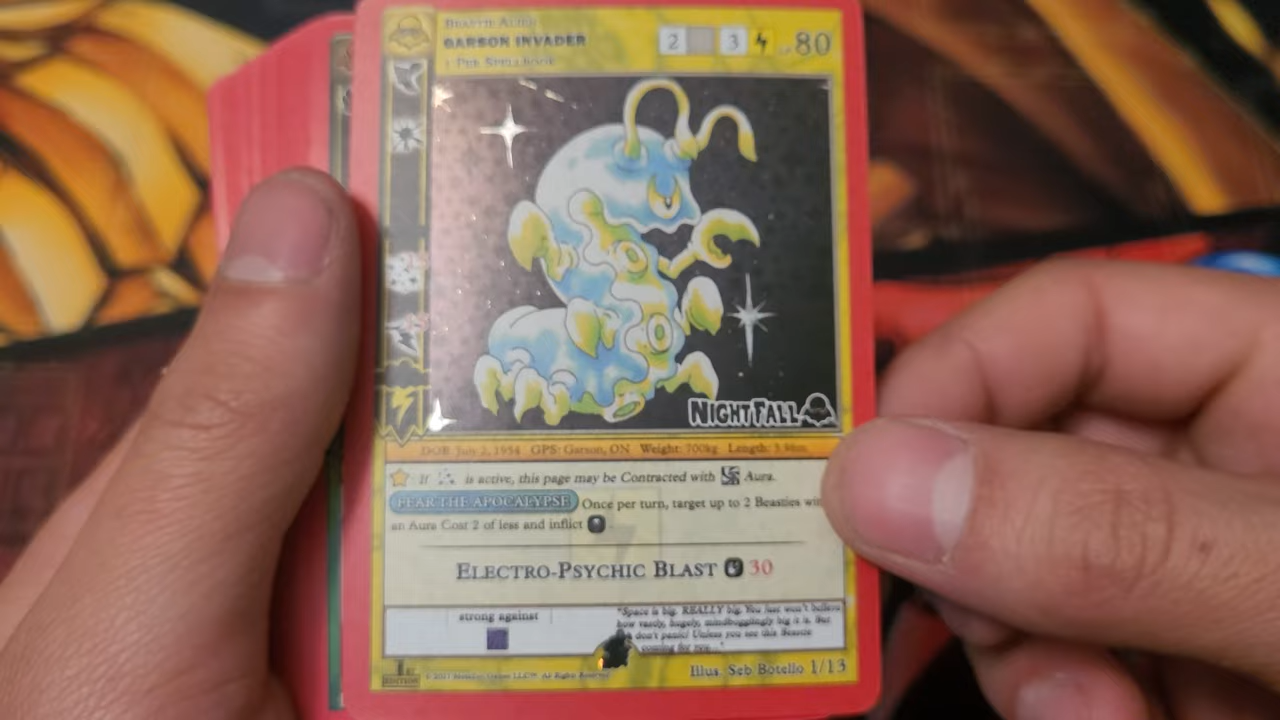 Beastie Alien
GARSON INVADER
1 Per Spellbook
2 3 80
NIGHTFALL
DOB July 2, 1954 GPS: Garson, ON Weight: 700kg Length:
If is active, this page may be Contracted with Aura.
FEAR THE APOCALYPSE Once per turn, target up to 2 Beasties
an Aura Cost 2 of less and inflict
ELECTRO-PSYCHIC BLAST 30
strong against
"Space is big. REALLY big. You just won't believe
how vastly, hugely, mindbogglingly big it is. But
don't panic! Unless you see this Beastie
coming for you..."
1st EDITION
All Rights Reserved
Illus. Seb Botello 1/13